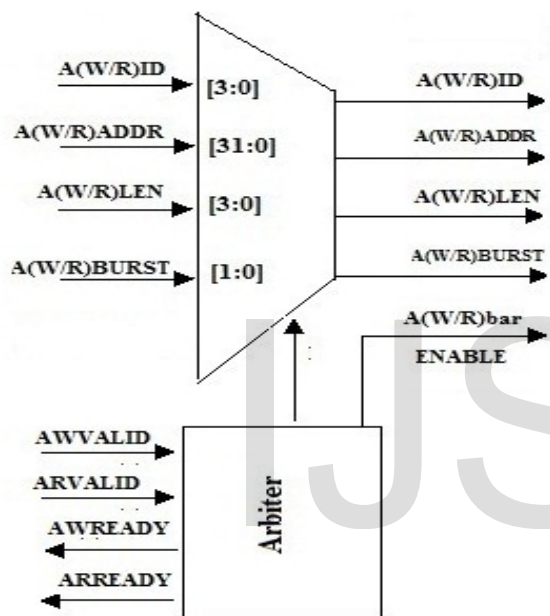 A(W/R)ID
A(W/R)ADDR
A(W/R)LEN
A(W/R)BURST
[3:0]
[31:0]
[3:0]
[1:0]
A(W/R)ID
A(W/R)ADDR
A(W/R)LEN
A(W/R)BURST
A(W/R)bar
ENABLE
AWVALID
ARVALID
AWREADY
ARREADY
Arbiter
IJS